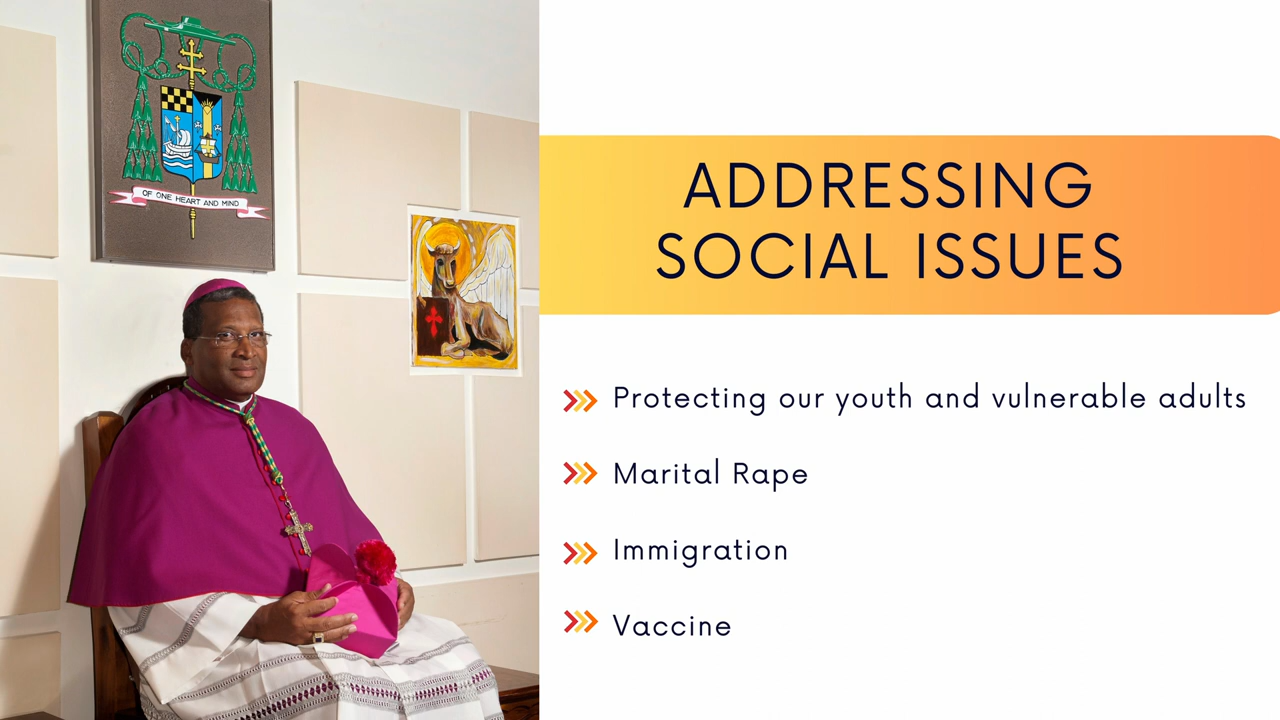 OF ONE HEART AND MIND
ADDRESSING
SOCIAL ISSUES
Protecting our youth and vulnerable adults
Marital Rape
Immigration
Vaccine